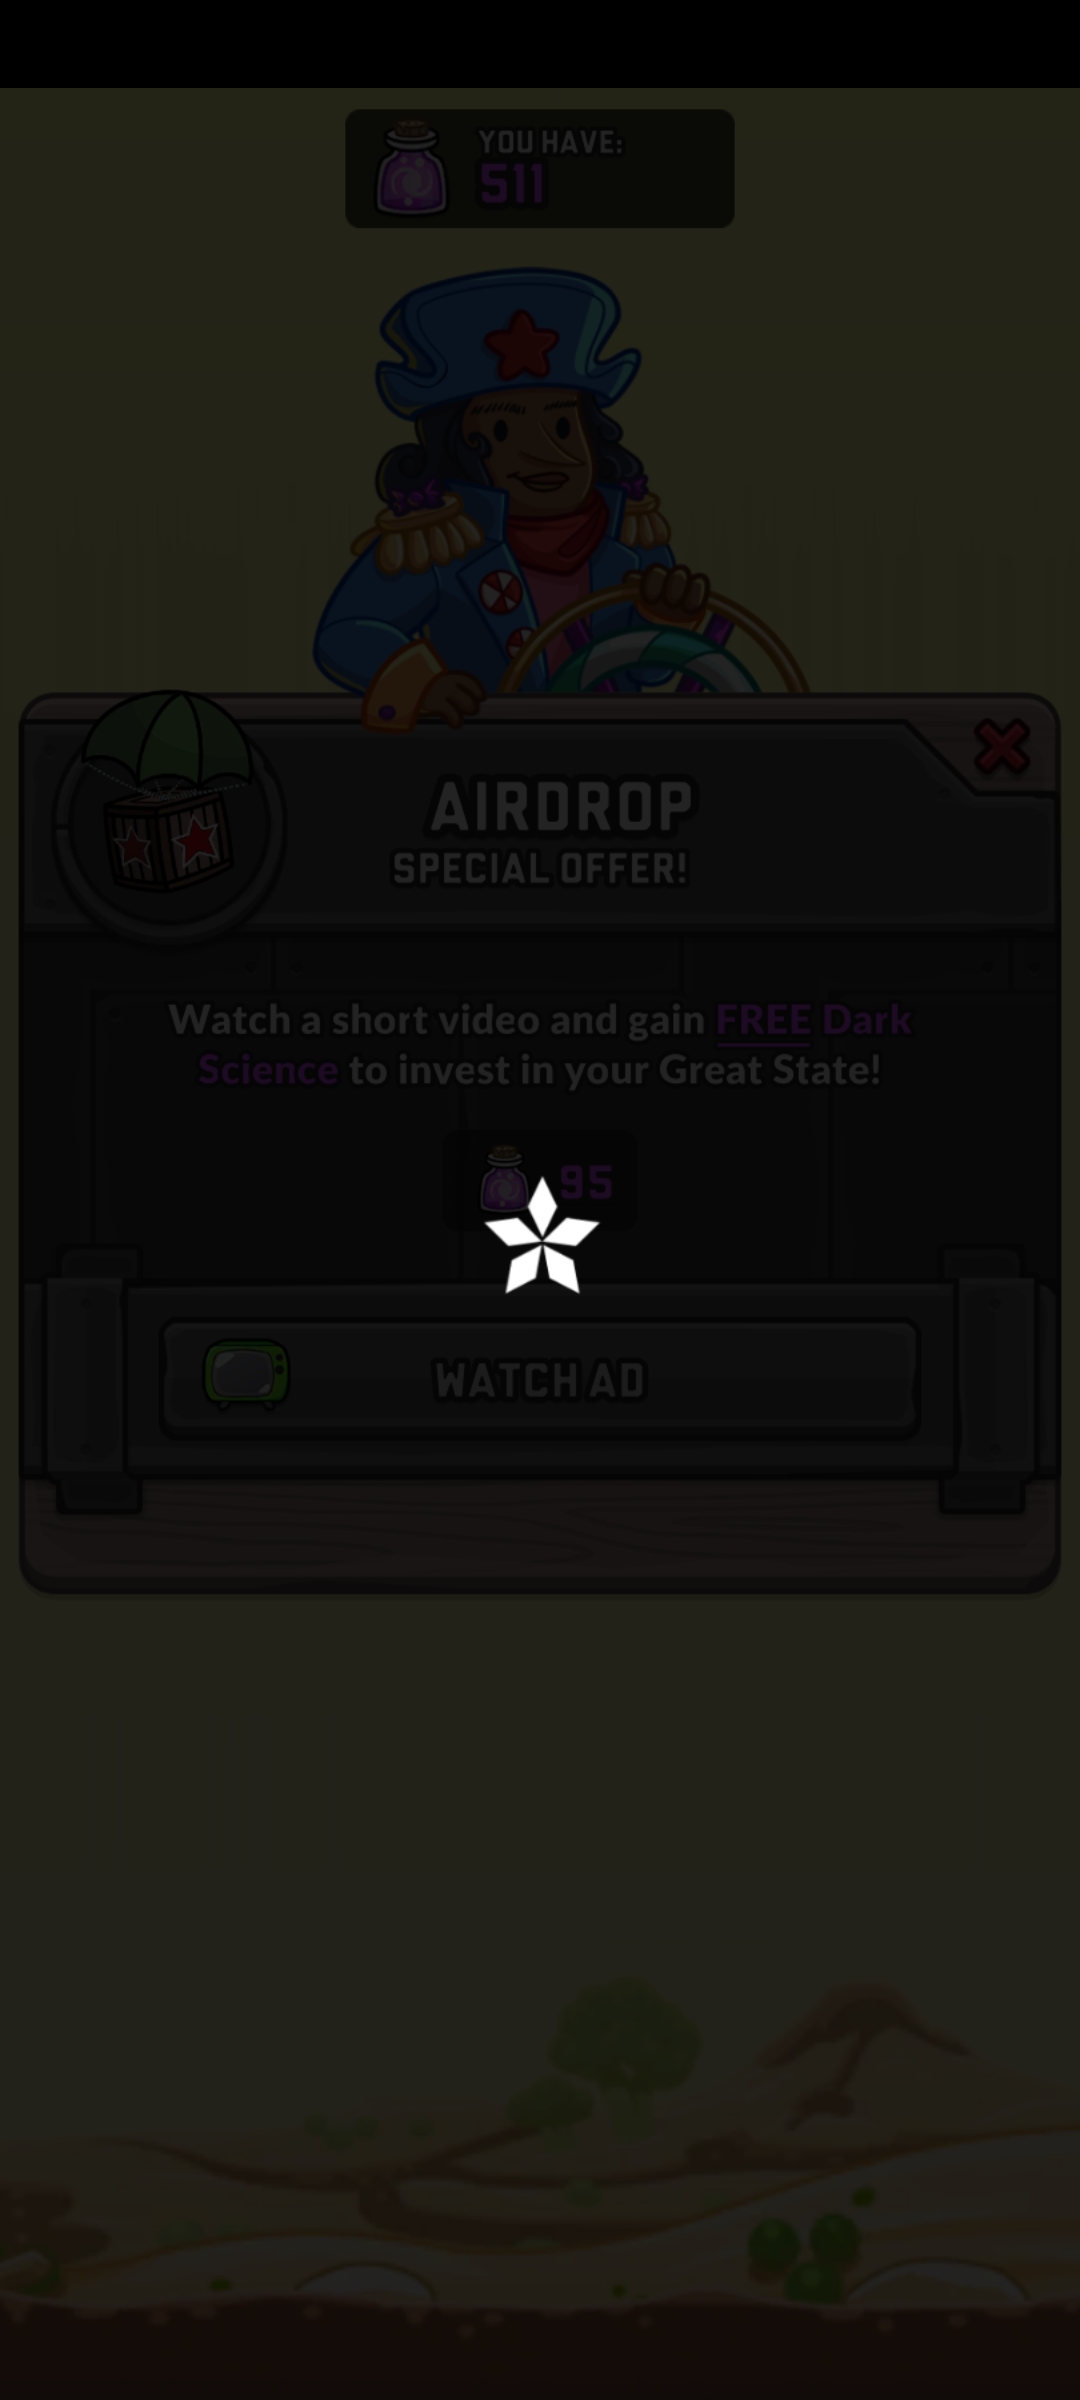 YOU HAVE:
511
AIRDROP
SPECIAL OFFER!
Watch a short video and gain FREE Dark
Science to invest in your Great State!
95
WATCH AD